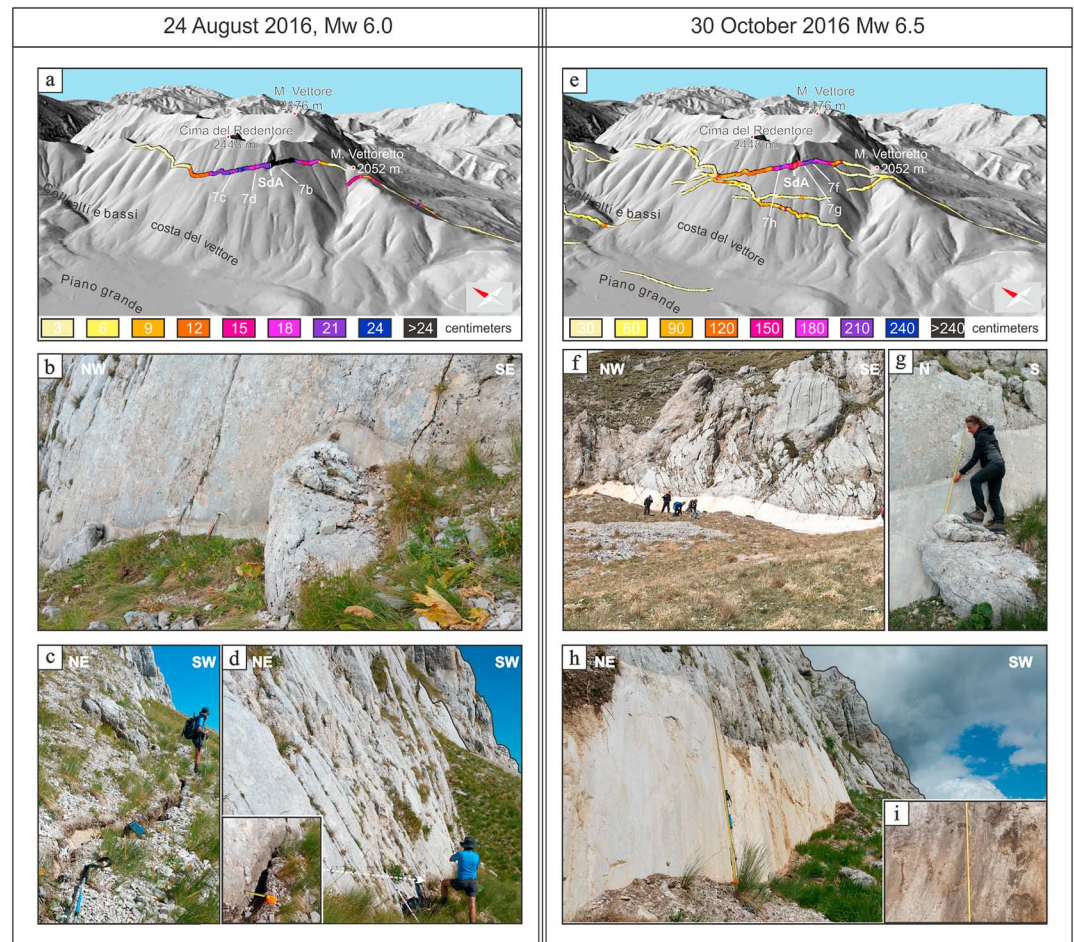 24 August 2016, Mw 6.0
30 October 2016 Mw 6.5
a
M. Vettore
2476 m
Cima del Redentore
2448 m
M. Vettoretto
2052 m.
SdA
7b
7c
7d
Colli alti e bassi
costa del vettore
Piano grande
3 6 9 12 15 18 21 24 >24 centimeters
e
M. Vettore
2476 m
Cima del Redentore
2448 m
M. Vettoretto
2052 m.
SdA
7f
7g
7h
Colli alti e bassi
costa del vettore
Piano grande
30 60 90 120 150 180 210 240 >240 centimeters
b
NW
SE
f
NW
SE
g
N
S
c
NE
SW
d
NE
SW
h
NE
SW
i